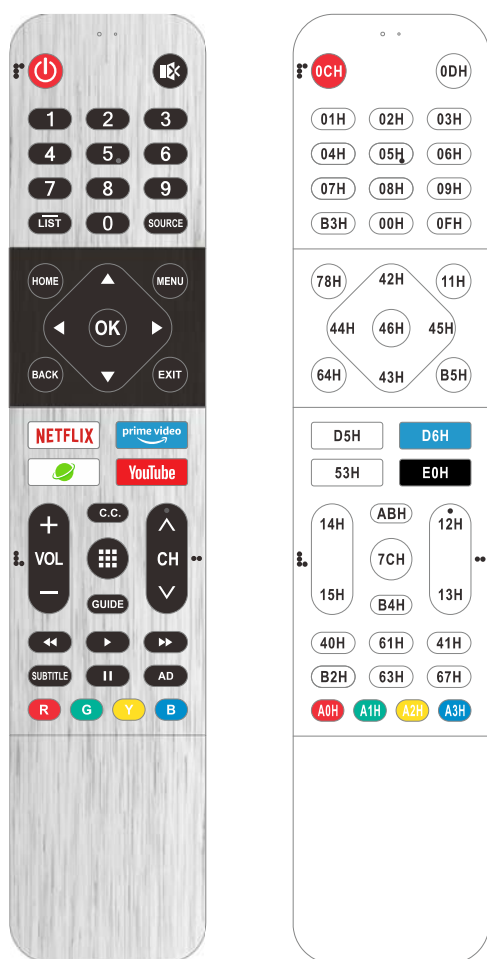 1 2 3
4 5 6
7 8 9
LIST 0 SOURCE
HOME MENU
OK
BACK EXIT
NETFLIX prime video
YouTube
C.C.
+ ∧
VOL CH
− ∨
GUIDE
SUBTITLE AD
R G Y B
0CH 0DH
01H 02H 03H
04H 05H 06H
07H 08H 09H
B3H 00H 0FH
78H 42H 11H
44H 46H 45H
64H 43H B5H
D5H D6H
53H E0H
14H ABH 12H
7CH
15H B4H 13H
40H 61H 41H
B2H 63H 67H
A0H A1H A2H A3H